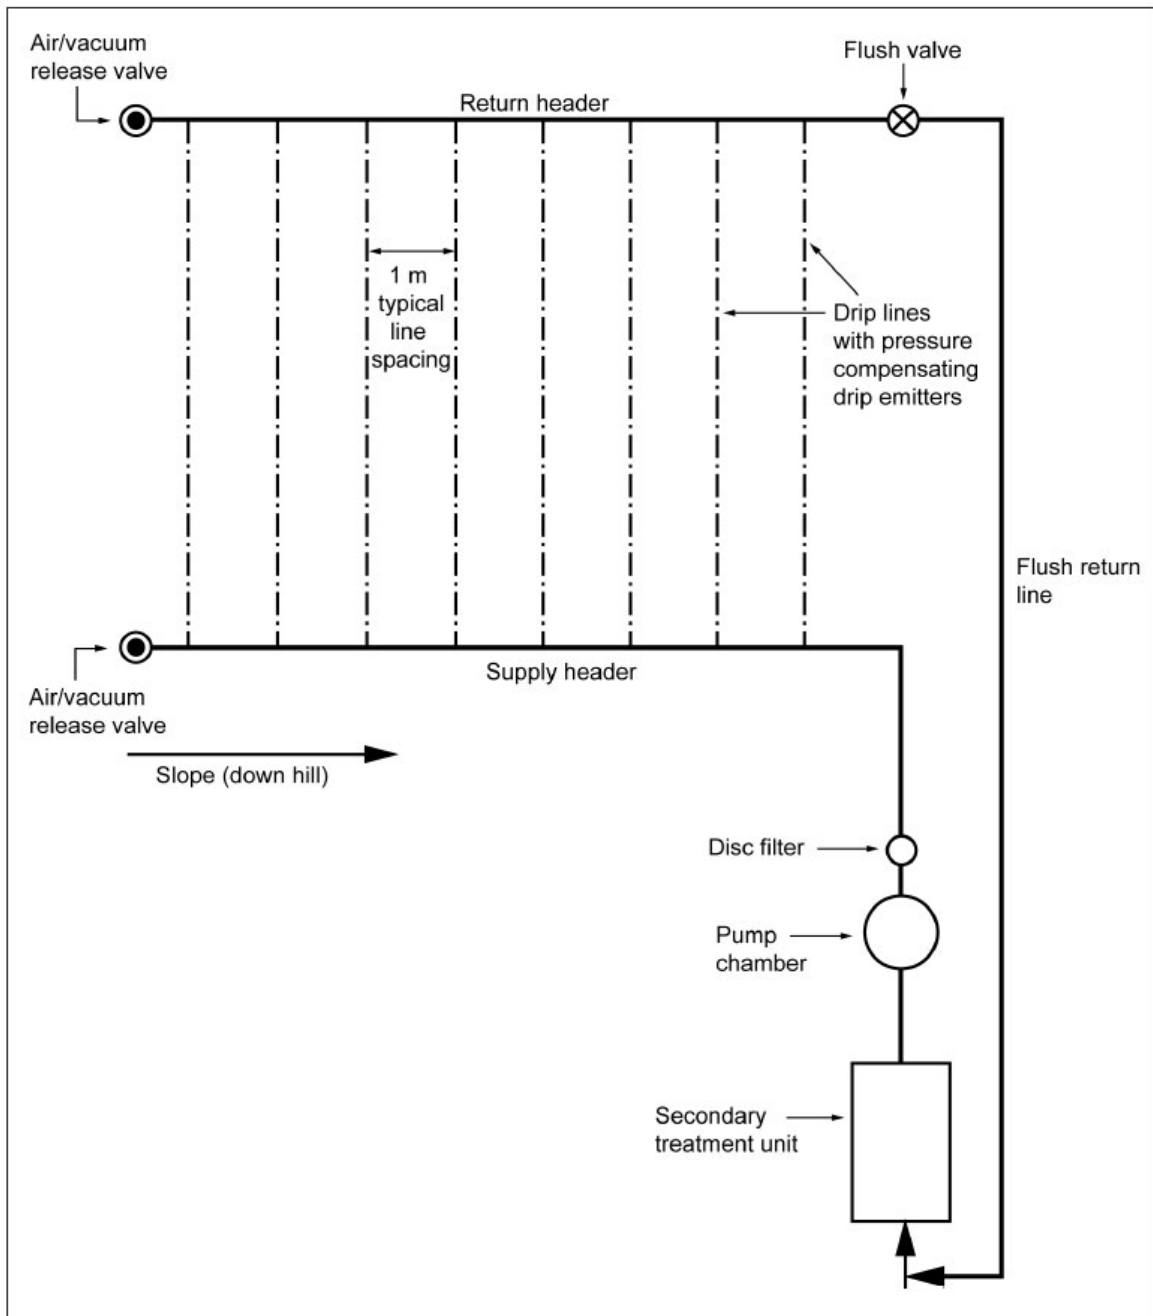 Air/vacuum
release valve
Flush valve
Return header
1 m
typical
line
spacing
Drip lines
with pressure
compensating
drip emitters
Flush return
line
Supply header
Air/vacuum
release valve
Slope (down hill)
Disc filter
Pump
chamber
Secondary
treatment unit